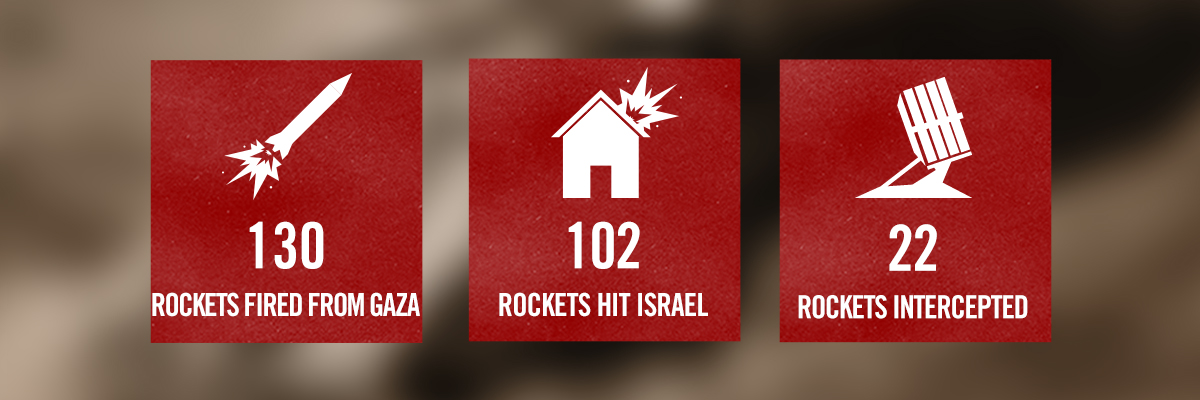 130
ROCKETS FIRED FROM GAZA
102
ROCKETS HIT ISRAEL
22
ROCKETS INTERCEPTED